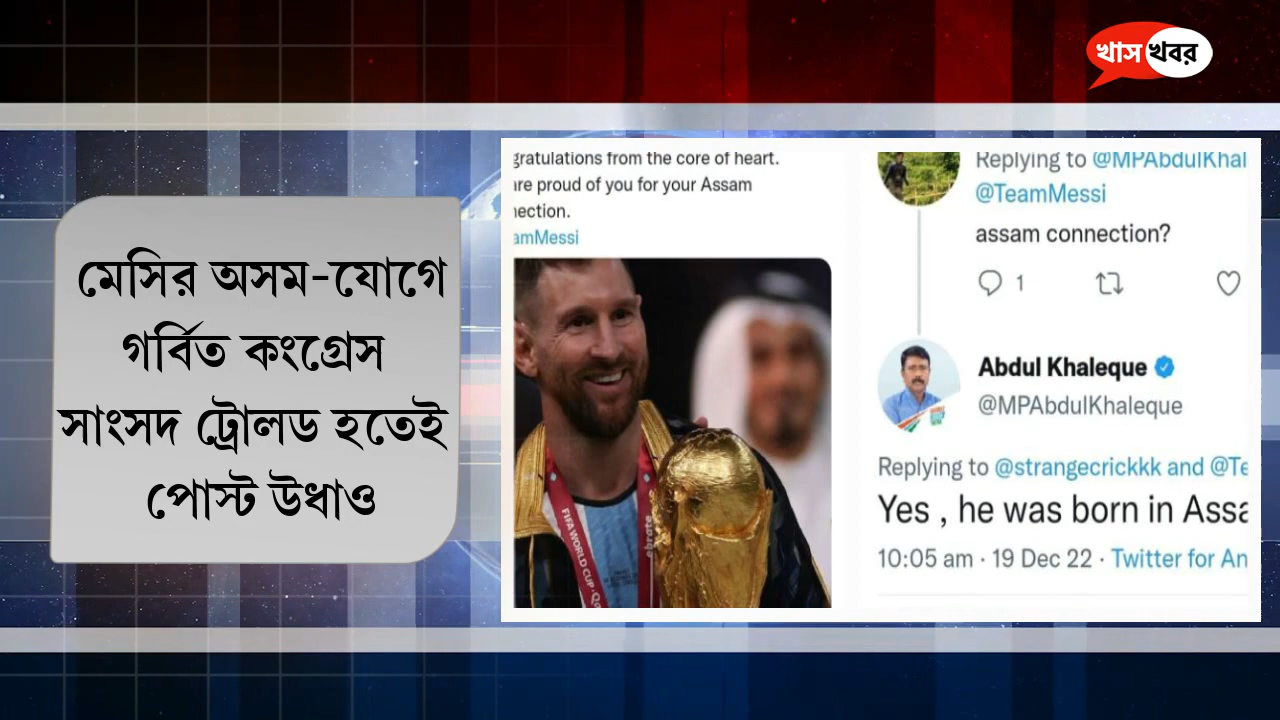 খাস খবর
মেসির অসম-যোগে
গর্বিত কংগ্রেস
সাংসদ ট্রোলড হতেই
পোস্ট উধাও
gratulations from the core of heart.
are proud of you for your Assam
nection.
amMessi
FIFA WORLD CUP
Replying to @MPAbdulKhal
@TeamMessi
assam connection?
1
Abdul Khaleque
@MPAbdulKhaleque
Replying to @strangecrickkk and @Te
Yes , he was born in Assa
10:05 am · 19 Dec 22 · Twitter for An